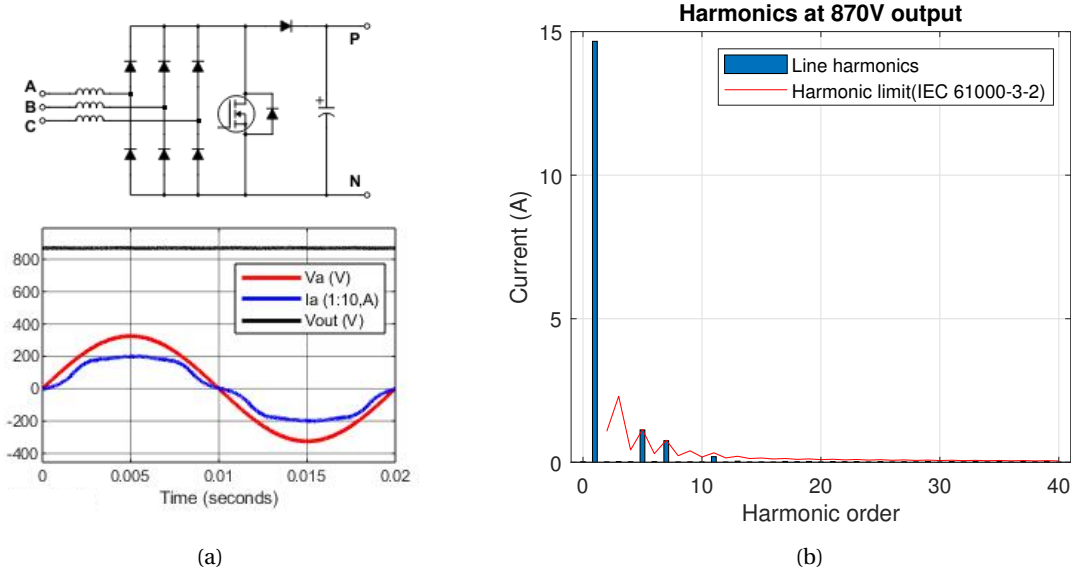 A
B
C
P
+
N
800
600
400
200
0
-200
-400
Va (V)
Ia (1:10,A)
Vout (V)
0
0.005
0.01
0.015
0.02
Time (seconds)
(a)
Harmonics at 870V output
15
10
5
0
Current (A)
Line harmonics
Harmonic limit(IEC 61000-3-2)
0
10
20
30
40
Harmonic order
(b)